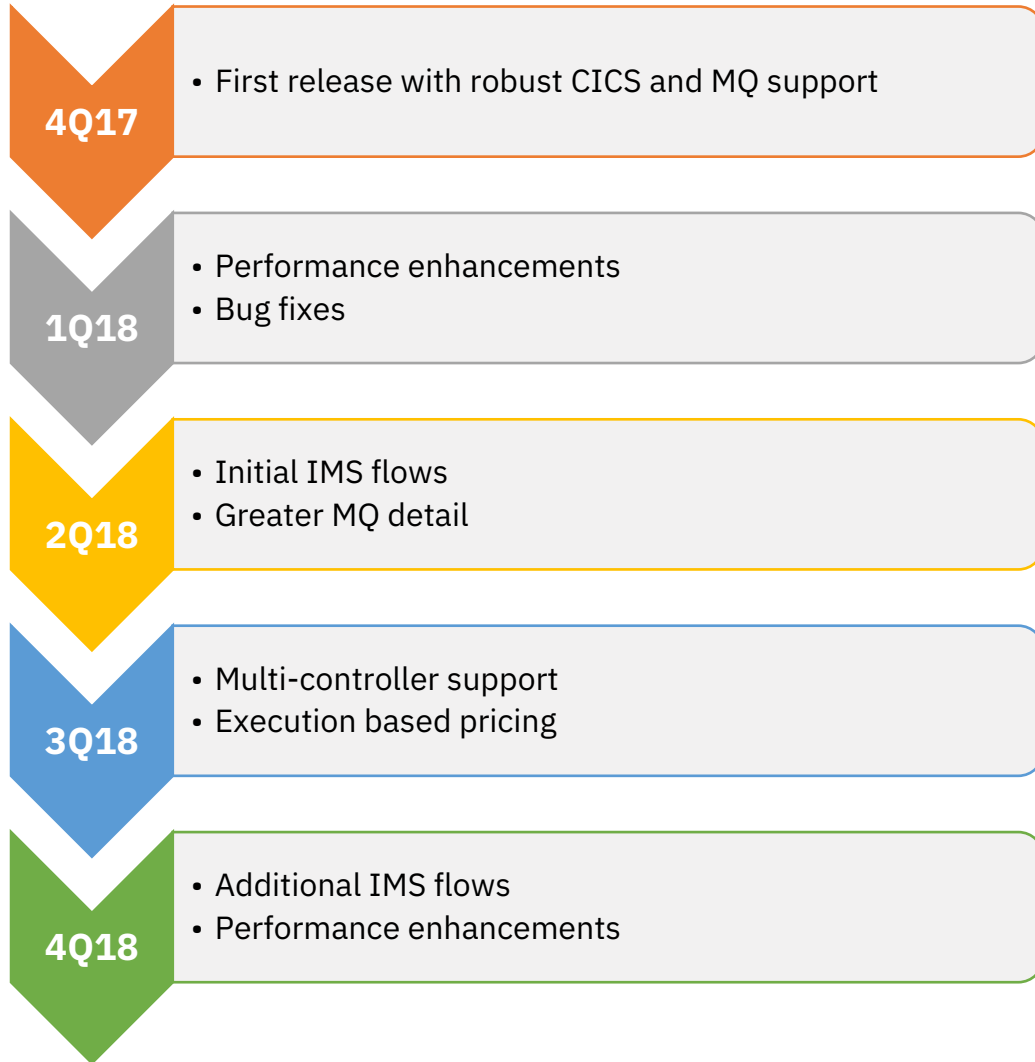 4Q17
• First release with robust CICS and MQ support
1Q18
• Performance enhancements
• Bug fixes
2Q18
• Initial IMS flows
• Greater MQ detail
3Q18
• Multi-controller support
• Execution based pricing
4Q18
• Additional IMS flows
• Performance enhancements